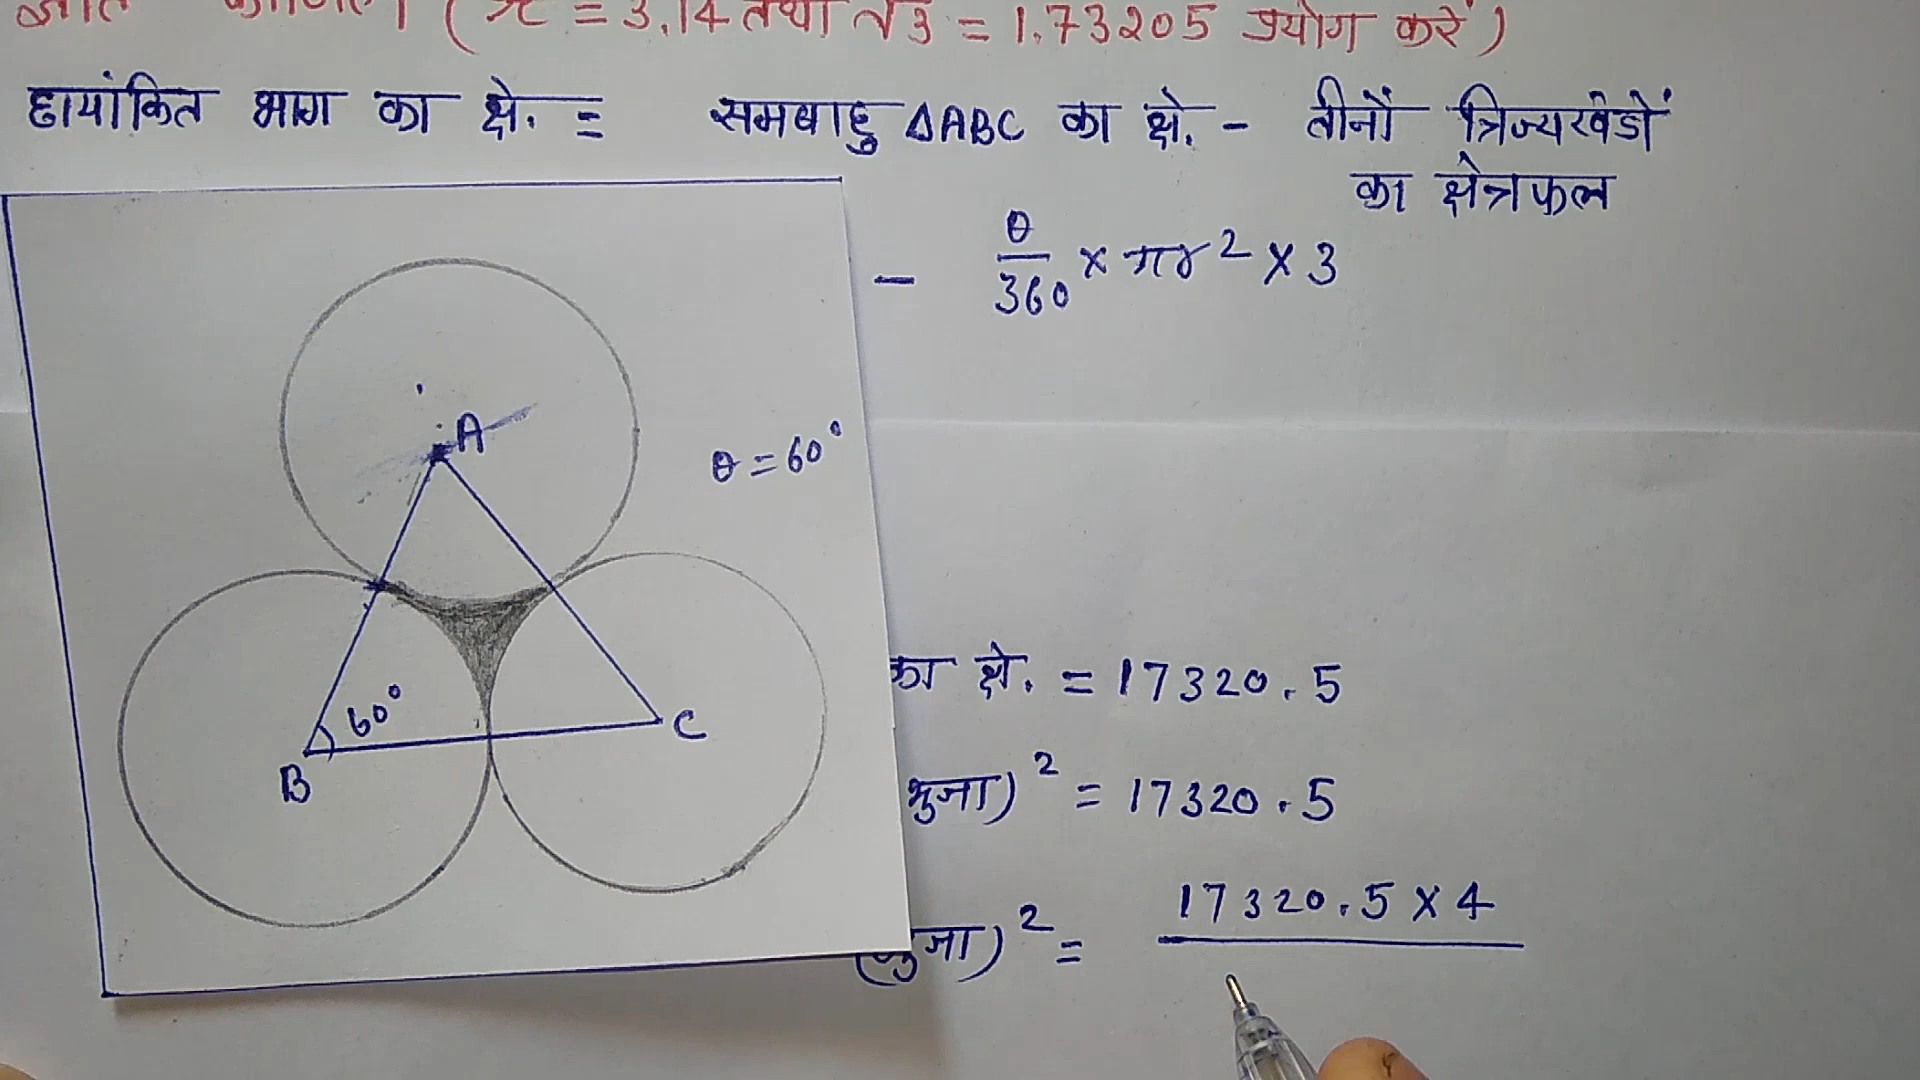 ज्ञात कीजिए। (π = 3.14 तथा √3 = 1.73205 प्रयोग करें)
छायांकित भाग का क्षे. = समबाहु ΔABC का क्षे. - तीनों त्रिज्यखंडों
का क्षेत्रफल
- θ/360 × πr² × 3
A
θ = 60°
60°
B
C
का क्षे. = 17320.5
भुजा)² = 17320.5
(भुजा)² = 17320.5 × 4